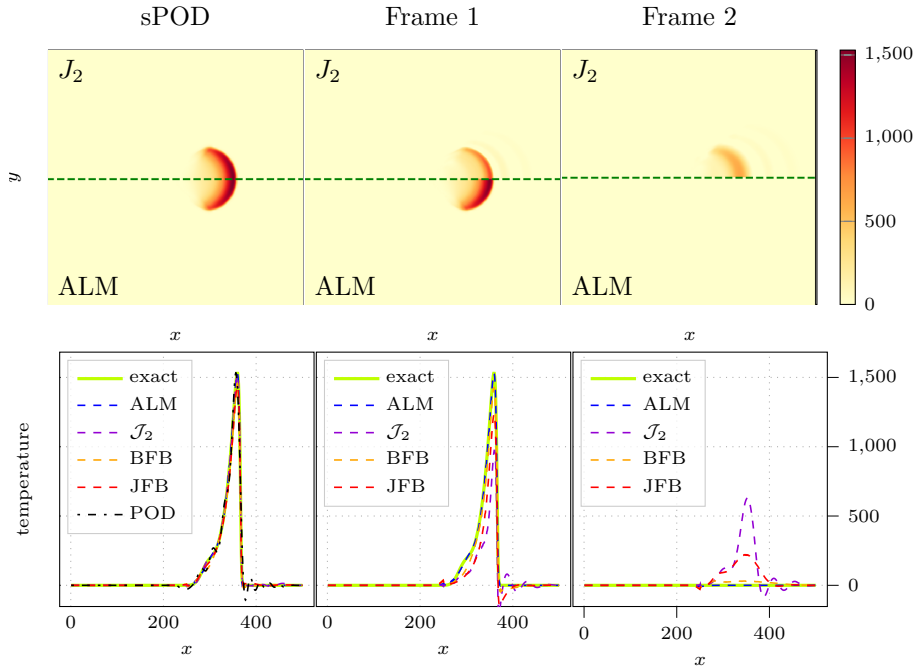 sPOD Frame 1 Frame 2
J₂ J₂ J₂
1,500
1,000
500
0
y
ALM ALM ALM
x x x
exact exact exact
ALM ALM ALM
𝒥₂ 𝒥₂ 𝒥₂
BFB BFB BFB
JFB JFB JFB
POD
temperature
1,500
1,000
500
0
0 200 400 0 200 400 0 200 400
x x x